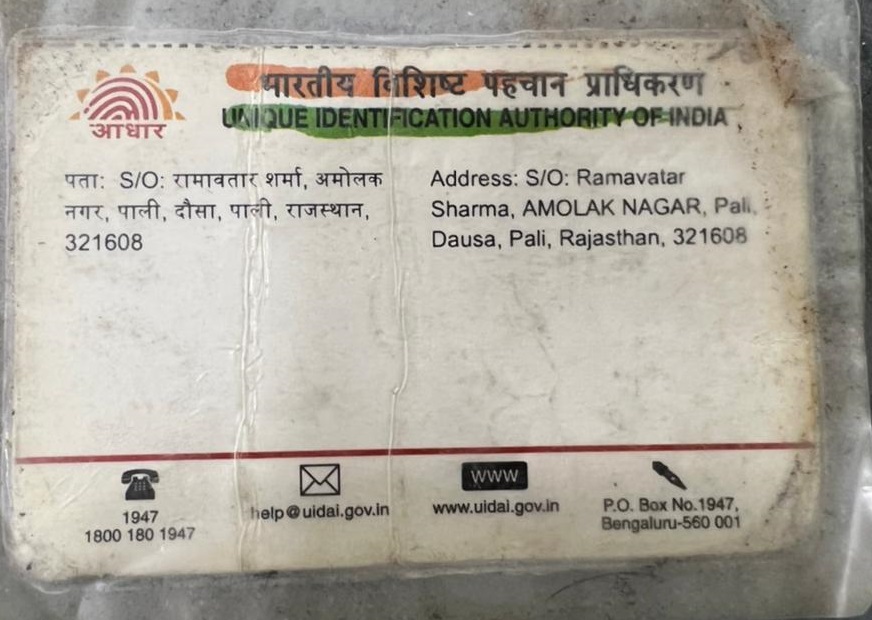 आधार
भारतीय विशिष्ट पहचान प्राधिकरण
UNIQUE IDENTIFICATION AUTHORITY OF INDIA
पता: S/O: रामावतार शर्मा, अमोलक
नगर, पाली, दौसा, पाली, राजस्थान,
321608
Address: S/O: Ramavatar
Sharma, AMOLAK NAGAR, Pali,
Dausa, Pali, Rajasthan, 321608
1947
1800 180 1947
help@uidai.gov.in
www
www.uidai.gov.in
P.O. Box No.1947,
Bengaluru-560 001